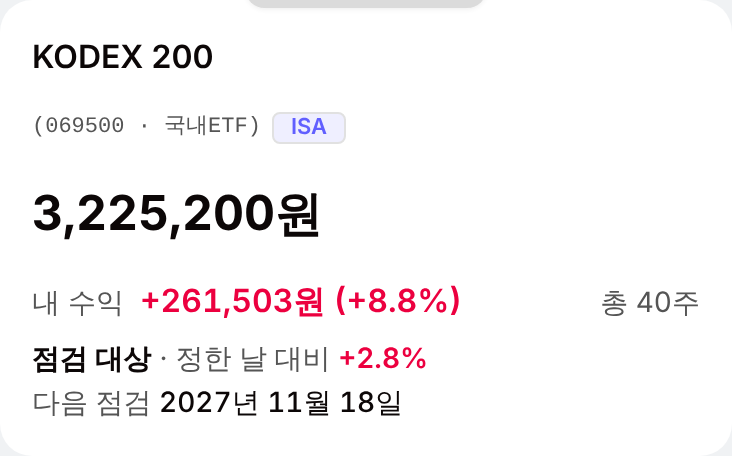 KODEX 200
(069500 · 국내ETF) ISA
3,225,200원
내 수익 +261,503원 (+8.8%) 총 40주
점검 대상 · 정한 날 대비 +2.8%
다음 점검 2027년 11월 18일